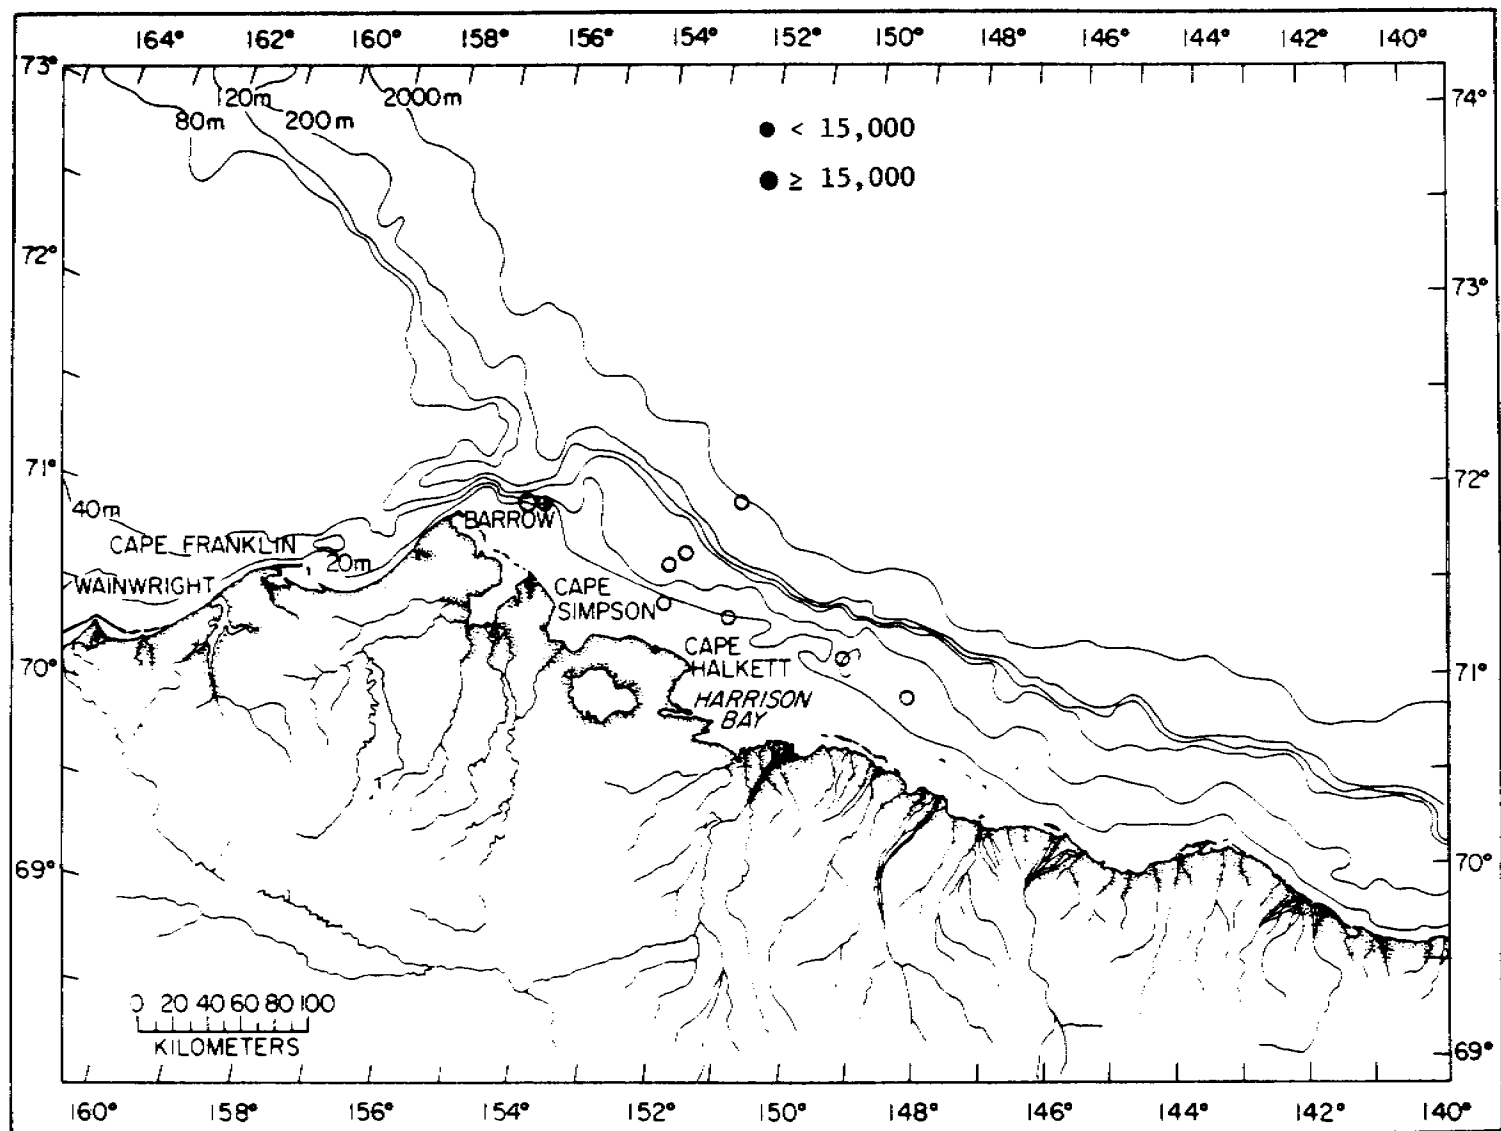 164° 162° 160° 158° 156° 154° 152° 150° 148° 146° 144° 142° 140°
73°
74°
120m
2000m
80m
200m
< 15,000
≥ 15,000
72°
73°
71°
72°
40m
BARROW
CAPE FRANKLIN
20m
WAINWRIGHT
CAPE
SIMPSON
CAPE
HALKETT
70°
71°
HARRISON
BAY
69°
70°
0 20 40 60 80 100
KILOMETERS
69°
160° 158° 156° 154° 152° 150° 148° 146° 144° 142° 140°